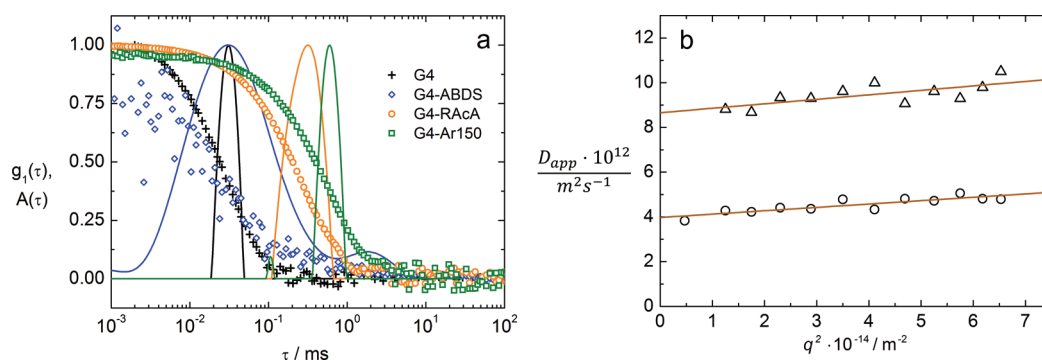 a
1.00
0.75
0.50
0.25
0.00
g₁(τ),
A(τ)
G4
G4-ABDS
G4-RAcA
G4-Ar150
10⁻³ 10⁻² 10⁻¹ 10⁰ 10¹ 10²
τ / ms
b
12
10
8
6
4
2
0
D_app · 10¹²
m²s⁻¹
0 1 2 3 4 5 6 7
q² · 10⁻¹⁴ / m⁻²